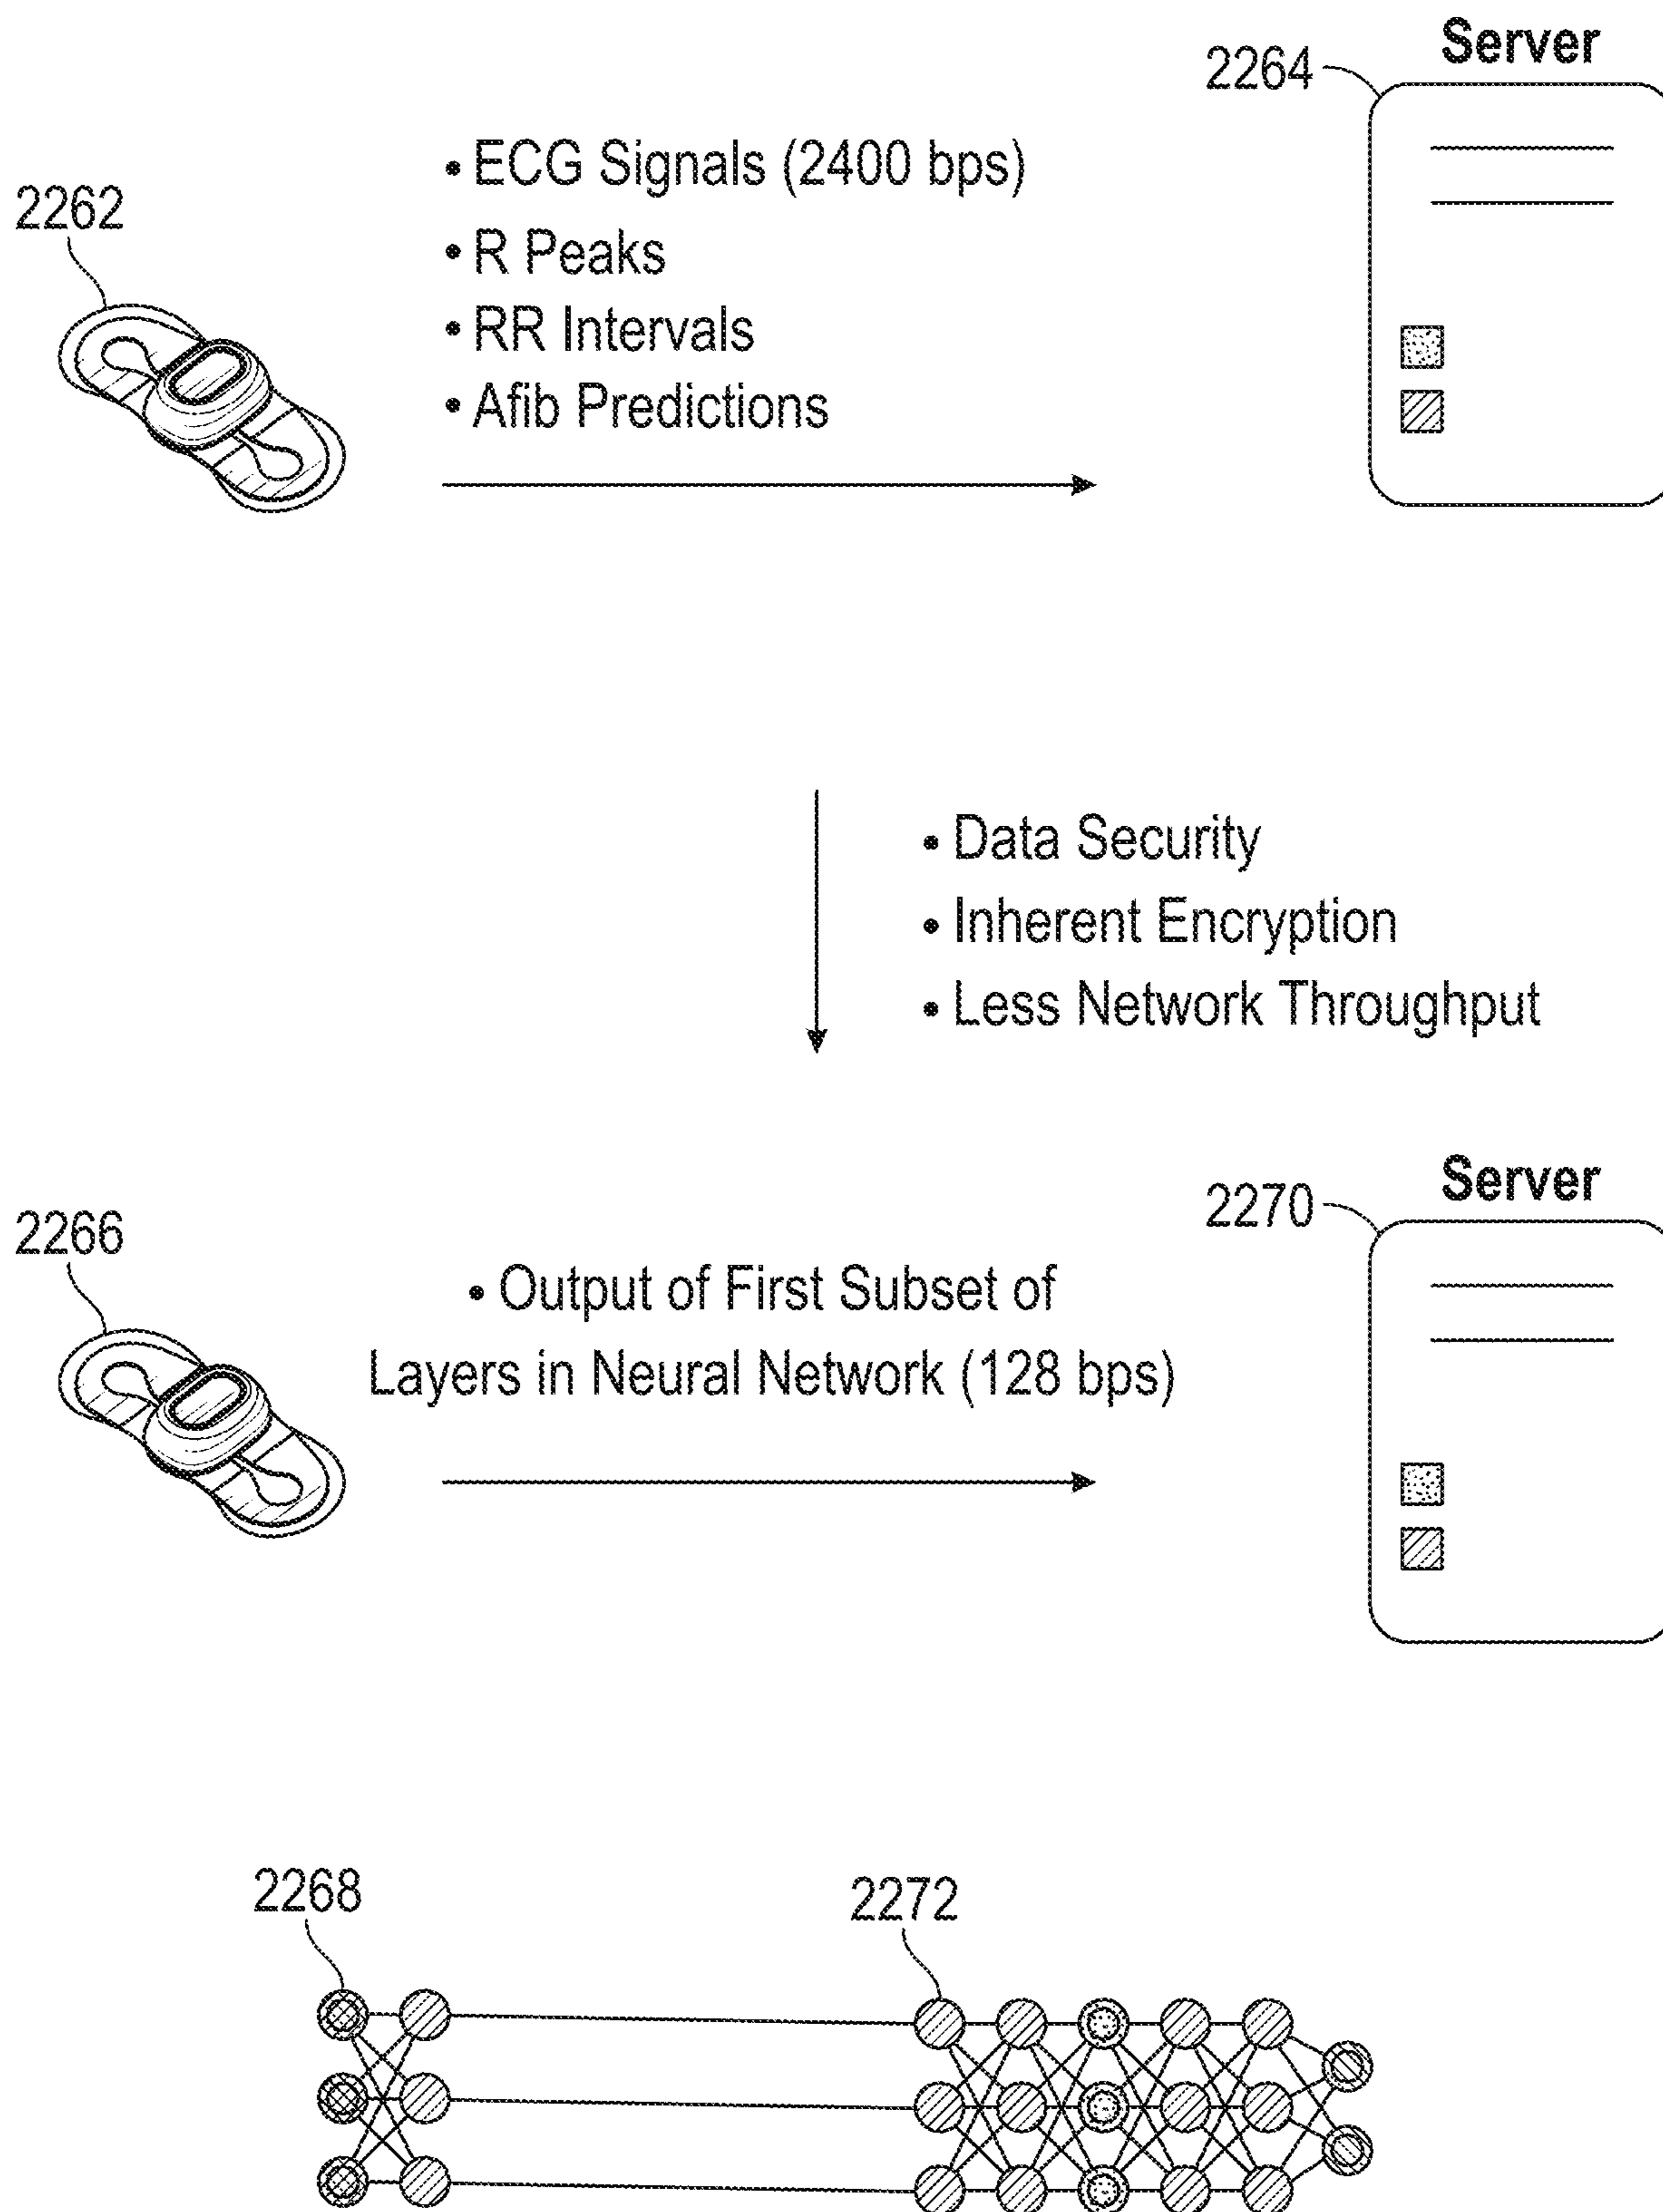 Server
2264
• ECG Signals (2400 bps)
2262
• R Peaks
• RR Intervals
• Afib Predictions
• Data Security
• Inherent Encryption
• Less Network Throughput
Server
2270
2266
• Output of First Subset of
Layers in Neural Network (128 bps)
2268
2272